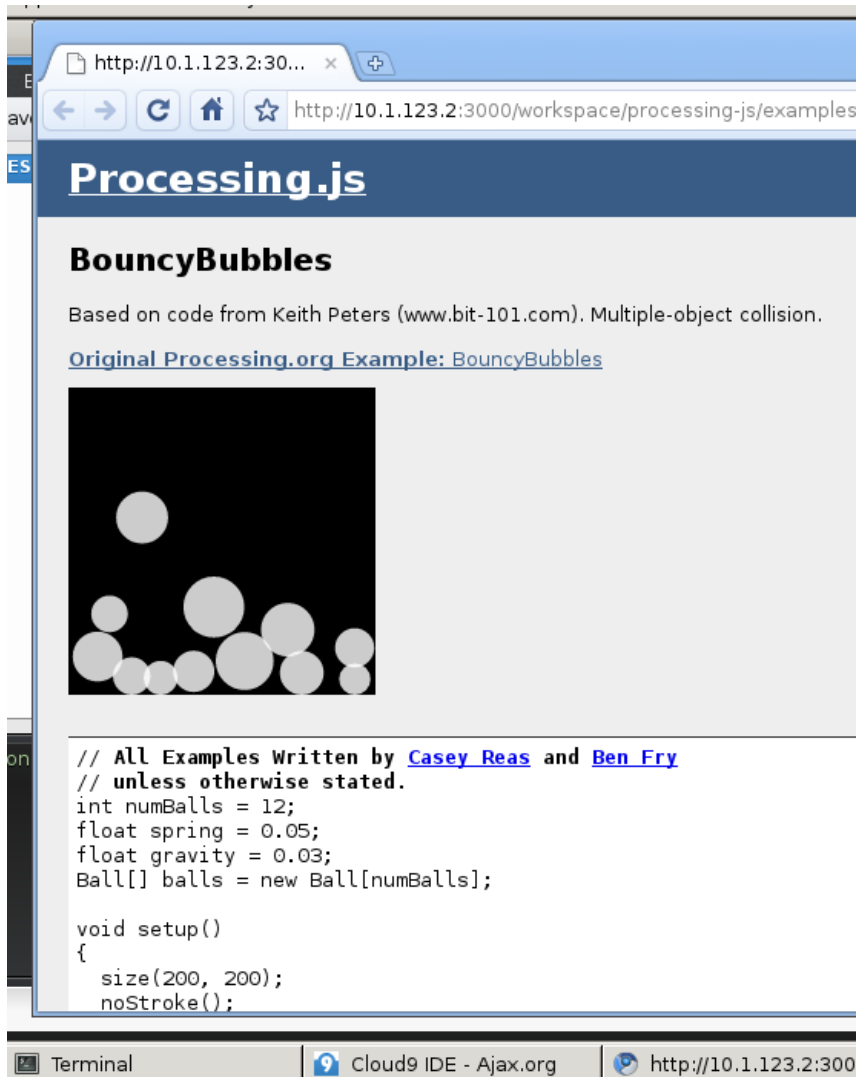 http://10.1.123.2:30...
http://10.1.123.2:3000/workspace/processing-js/examples
av
ES
Processing.js
BouncyBubbles
Based on code from Keith Peters (www.bit-101.com). Multiple-object collision.
Original Processing.org Example: BouncyBubbles
on
// All Examples Written by Casey Reas and Ben Fry
// unless otherwise stated.
int numBalls = 12;
float spring = 0.05;
float gravity = 0.03;
Ball[] balls = new Ball[numBalls];
void setup()
{
size(200, 200);
noStroke();
Terminal
9 Cloud9 IDE - Ajax.org
http://10.1.123.2:300